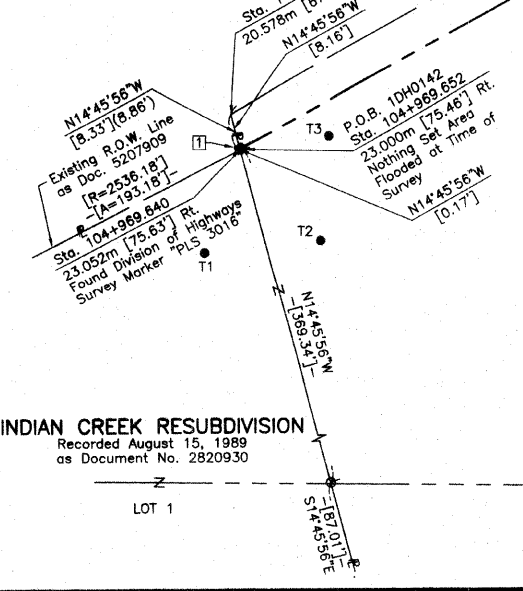 Sta.
20.578m
N14°45'56"W
[8.16']
N14°45'56"W
[8.33'](8.86')
Existing R.O.W. Line
as Doc. 5207909
[R=2536.18']
[A=193.18']
1
T3
P.O.B. 1DH0142
Sta. 104+969.652
23.000m [75.46'] Rt.
Nothing Set Area
Flooded at Time of
Survey
N14°45'56"W
[0.17']
Sta. 104+969.640
23.052m [75.63'] Rt.
Found Division of Highways
Survey Marker "PLS 3016"
T2
T1
N14°45'56"W
[369.34']
INDIAN CREEK RESUBDIVISION
Recorded August 15, 1989
as Document No. 2820930
LOT 1
[87.01']
S14°45'56"E